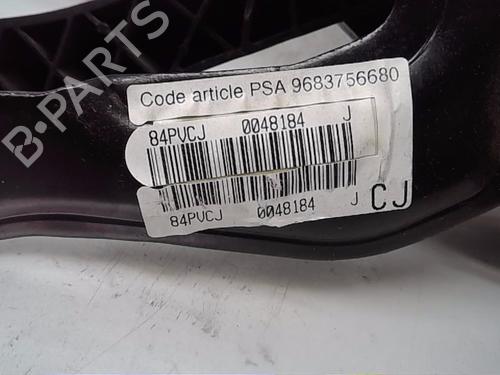 B-PARTS
Code article PSA 9683756680
84PVCJ 0048184 J
84PVCJ 0048184 J CJ